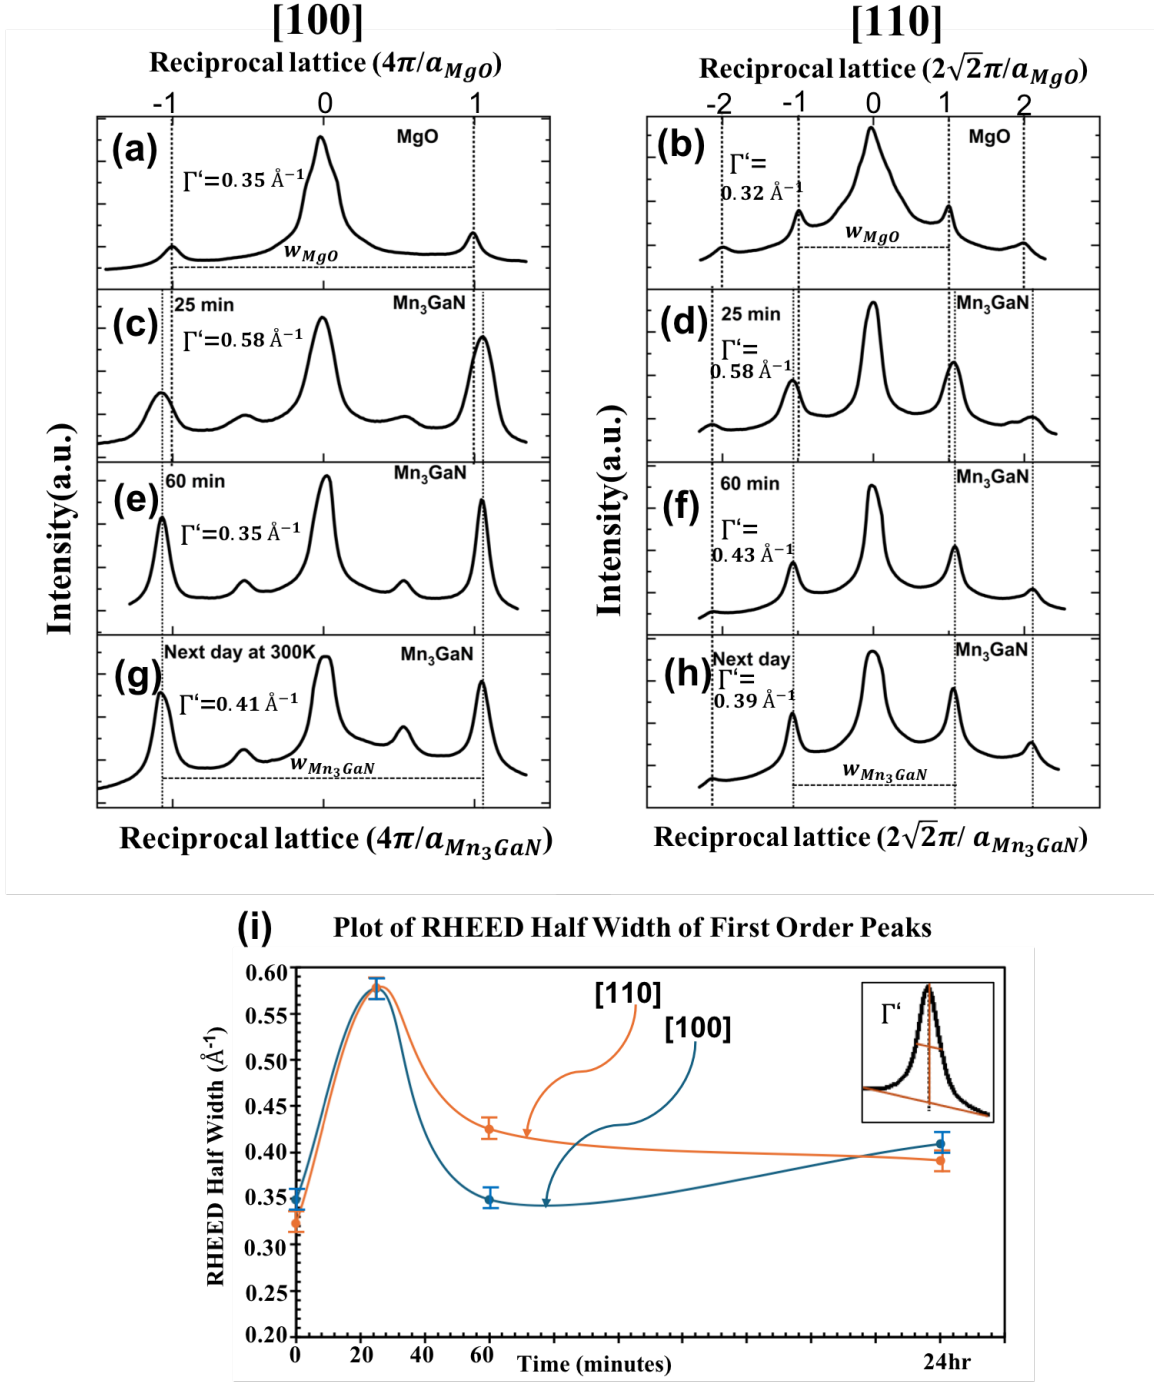 [100]
Reciprocal lattice (4π/a_MgO)
-1 0 1
[110]
Reciprocal lattice (2√2π/a_MgO)
-2 -1 0 1 2
(a)
MgO
Γ‘=0.35 Å⁻¹
w_MgO
(b)
MgO
Γ‘=
0.32 Å⁻¹
w_MgO
(c)
25 min
Mn₃GaN
Γ‘=0.58 Å⁻¹
(d)
25 min
Mn₃GaN
Γ‘=
0.58 Å⁻¹
(e)
60 min
Mn₃GaN
Γ‘=0.35 Å⁻¹
(f)
60 min
Mn₃GaN
Γ‘=
0.43 Å⁻¹
(g)
Next day at 300K
Mn₃GaN
Γ‘=0.41 Å⁻¹
w_Mn₃GaN
(h)
Next day
Mn₃GaN
Γ‘=
0.39 Å⁻¹
w_Mn₃GaN
Intensity(a.u.)
Intensity(a.u.)
Reciprocal lattice (4π/a_Mn₃GaN)
Reciprocal lattice (2√2π/ a_Mn₃GaN)
(i)
Plot of RHEED Half Width of First Order Peaks
RHEED Half Width (Å⁻¹)
0.60
0.55
0.50
0.45
0.40
0.35
0.30
0.25
0.20
[110]
[100]
Γ‘
0 20 40 60 24hr
Time (minutes)